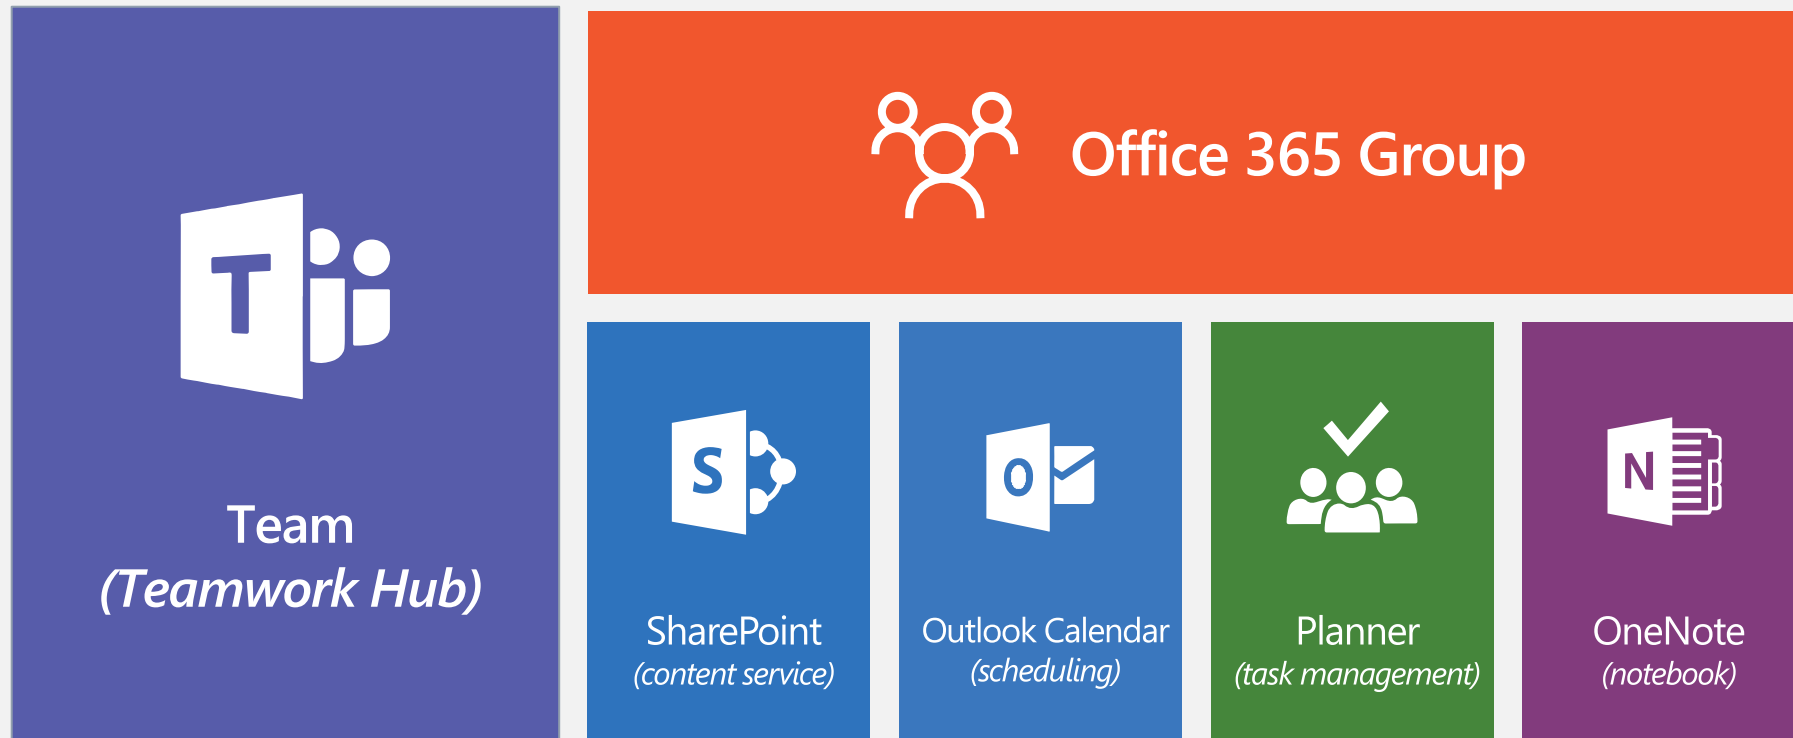 T
Team
(Teamwork Hub)
Office 365 Group
S
SharePoint
(content service)
O
Outlook Calendar
(scheduling)
Planner
(task management)
N
OneNote
(notebook)